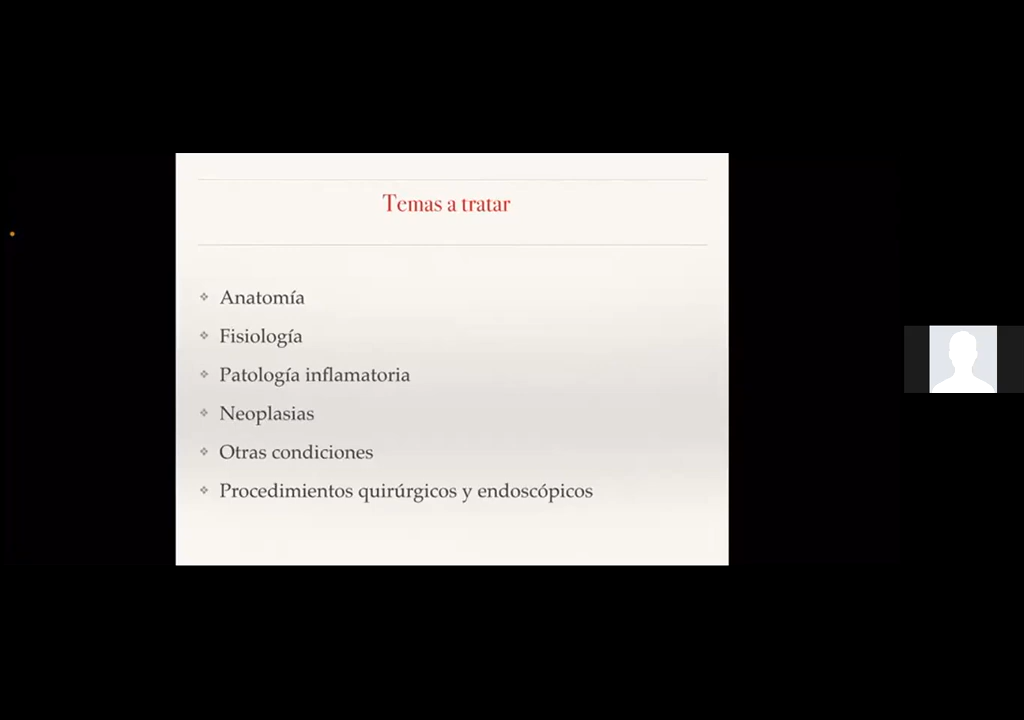 Temas a tratar
Anatomía
Fisiología
Patología inflamatoria
Neoplasias
Otras condiciones
Procedimientos quirúrgicos y endoscópicos